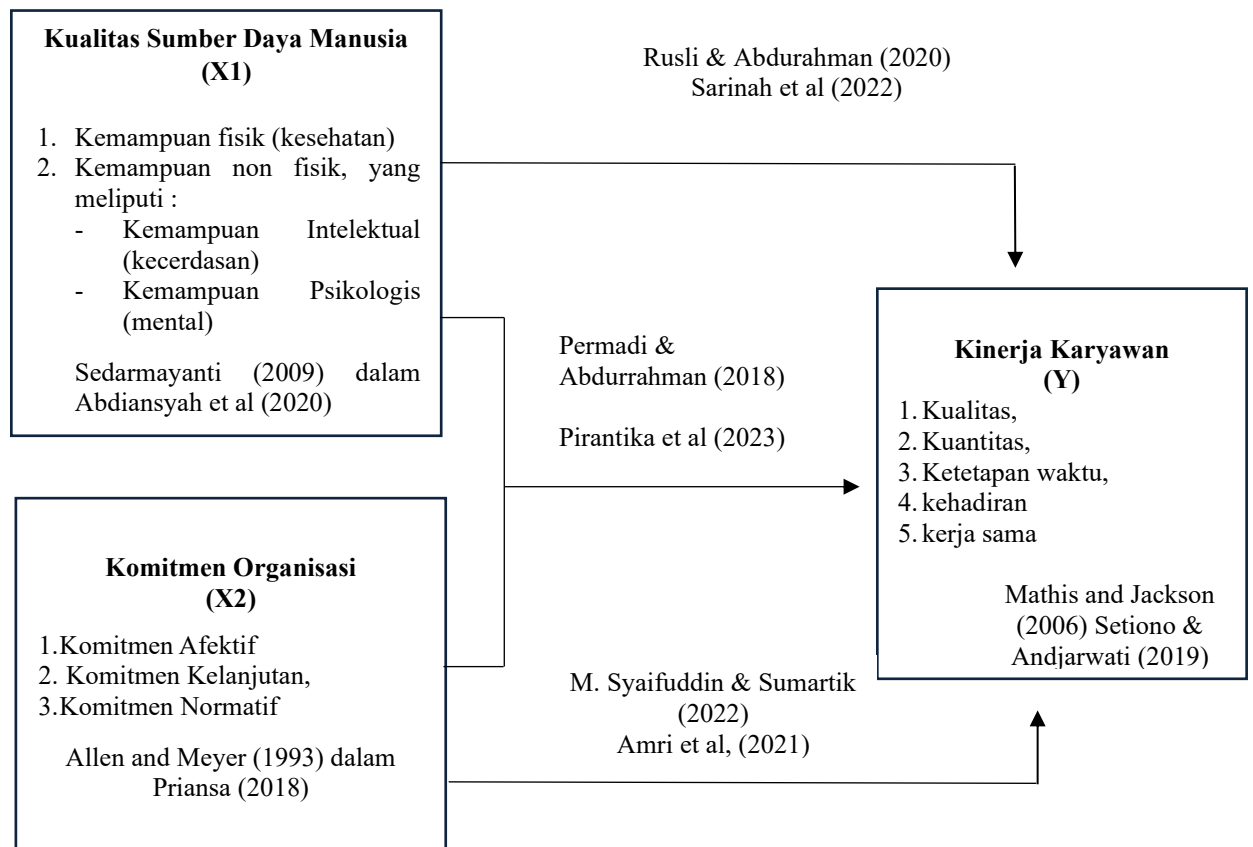 Kualitas Sumber Daya Manusia
(X1)
1. Kemampuan fisik (kesehatan)
2. Kemampuan non fisik, yang
meliputi :
- Kemampuan Intelektual
(kecerdasan)
- Kemampuan Psikologis
(mental)
Sedarmayanti (2009) dalam
Abdiansyah et al (2020)
Rusli & Abdurahman (2020)
Sarinah et al (2022)
Permadi &
Abdurrahman (2018)
Pirantika et al (2023)
Kinerja Karyawan
(Y)
1. Kualitas,
2. Kuantitas,
3. Ketetapan waktu,
4. kehadiran
5. kerja sama
Mathis and Jackson
(2006) Setiono &
Andjarwati (2019)
Komitmen Organisasi
(X2)
1.Komitmen Afektif
2. Komitmen Kelanjutan,
3.Komitmen Normatif
Allen and Meyer (1993) dalam
Priansa (2018)
M. Syaifuddin & Sumartik
(2022)
Amri et al, (2021)